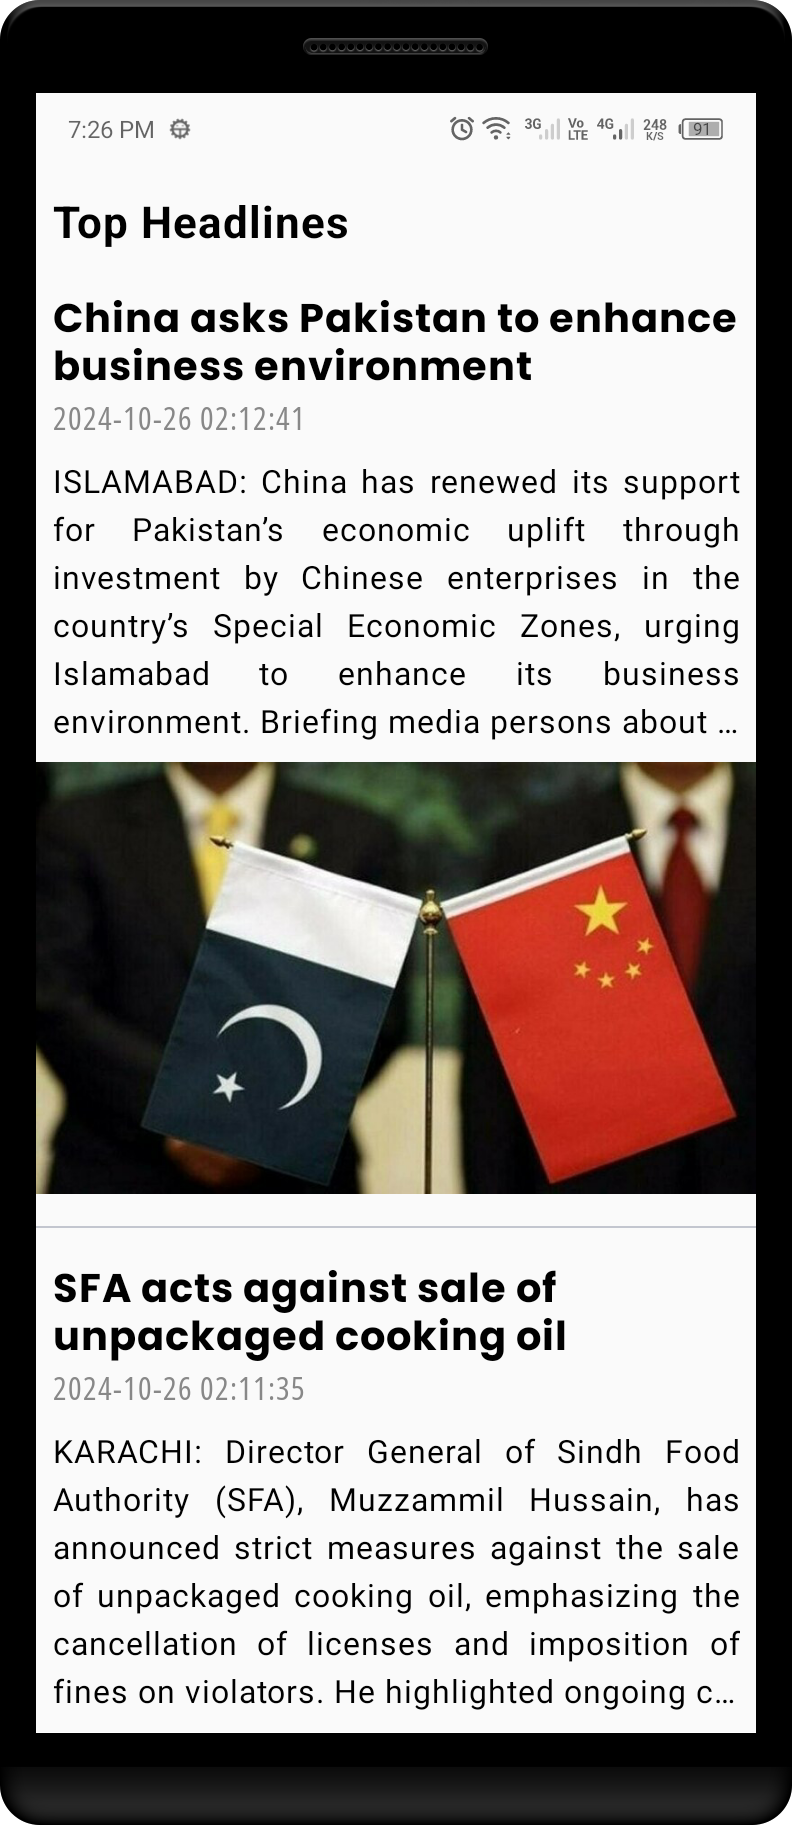 7:26 PM 3G Vo LTE 4G 248 K/S 91
Top Headlines
China asks Pakistan to enhance
business environment
2024-10-26 02:12:41
ISLAMABAD: China has renewed its support
for Pakistan’s economic uplift through
investment by Chinese enterprises in the
country’s Special Economic Zones, urging
Islamabad to enhance its business
environment. Briefing media persons about …
SFA acts against sale of
unpackaged cooking oil
2024-10-26 02:11:35
KARACHI: Director General of Sindh Food
Authority (SFA), Muzzammil Hussain, has
announced strict measures against the sale
of unpackaged cooking oil, emphasizing the
cancellation of licenses and imposition of
fines on violators. He highlighted ongoing c…